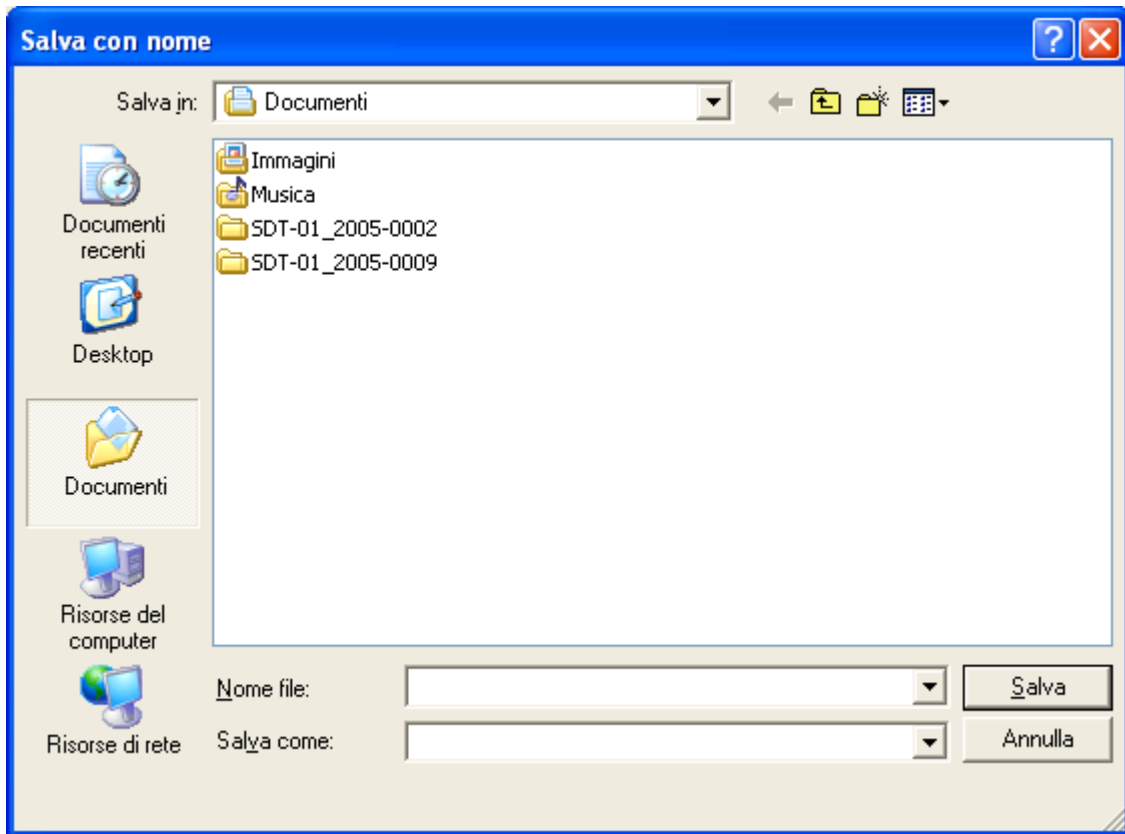 Salva con nome
Salva in: Documenti
Immagini
Musica
SDT-01_2005-0002
SDT-01_2005-0009
Documenti
recenti
Desktop
Documenti
Risorse del
computer
Risorse di rete
Nome file:
Salva
Salva come:
Annulla